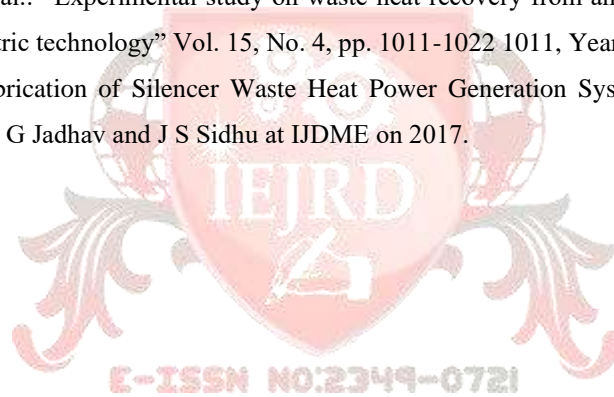 al.. “Experimental study on waste heat recovery from an
tric technology” Vol. 15, No. 4, pp. 1011-1022 1011, Year
brication of Silencer Waste Heat Power Generation Sys
G Jadhav and J S Sidhu at IJDME on 2017.
IEJRD
E-ISSN NO:2349-0721